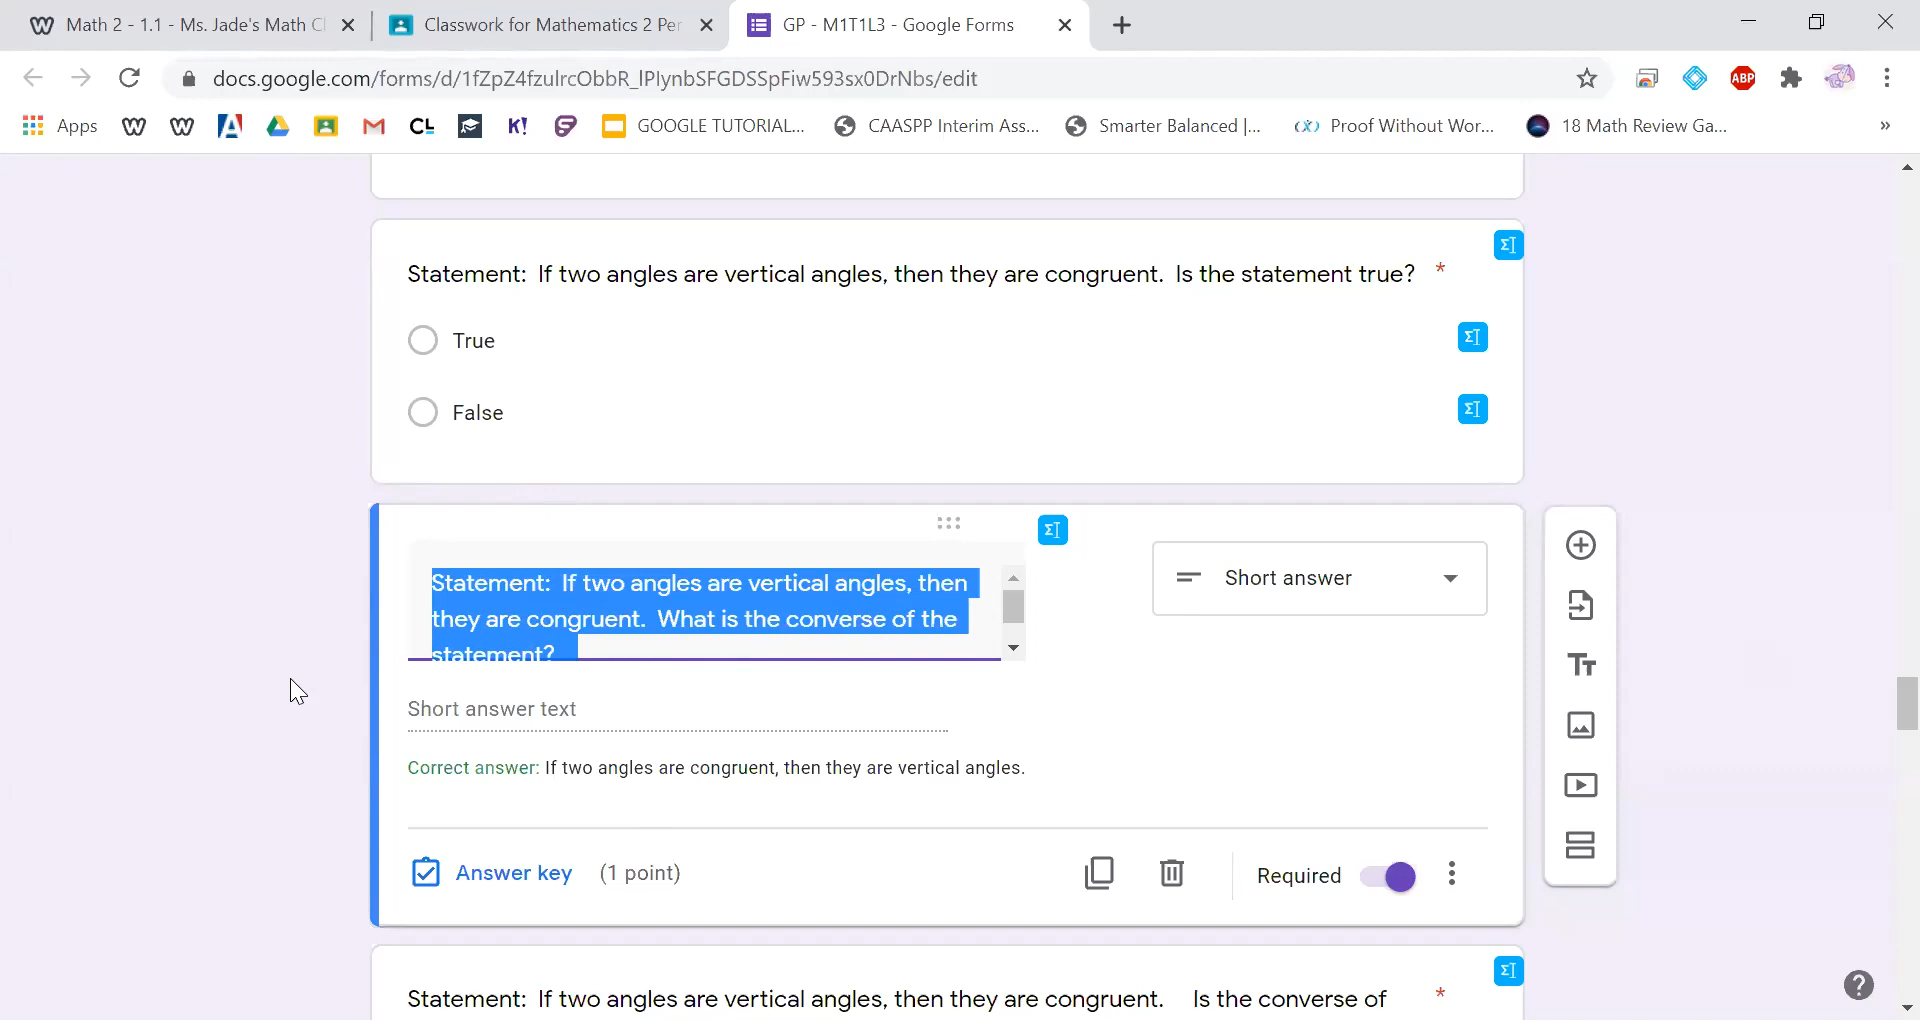 Math 2 - 1.1 - Ms. Jade's Math Cl
Classwork for Mathematics 2 Per
GP - M1T1L3 - Google Forms
docs.google.com/forms/d/1fZpZ4fzulrcObbR_lPIynbSFGDSSpFiw593sx0DrNbs/edit
ABP
Apps
CL
K!
GOOGLE TUTORIAL...
CAASPP Interim Ass...
Smarter Balanced |...
Proof Without Wor...
18 Math Review Ga...
»
Statement: If two angles are vertical angles, then they are congruent. Is the statement true? *
True
False
Statement: If two angles are vertical angles, then
they are congruent. What is the converse of the
statement?
Short answer
Short answer text
Correct answer: If two angles are congruent, then they are vertical angles.
Answer key (1 point)
Required
Statement: If two angles are vertical angles, then they are congruent. Is the converse of *